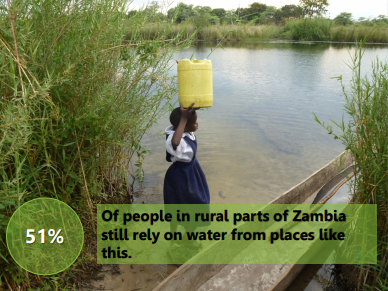 51%
Of people in rural parts of Zambia
still rely on water from places like
this.